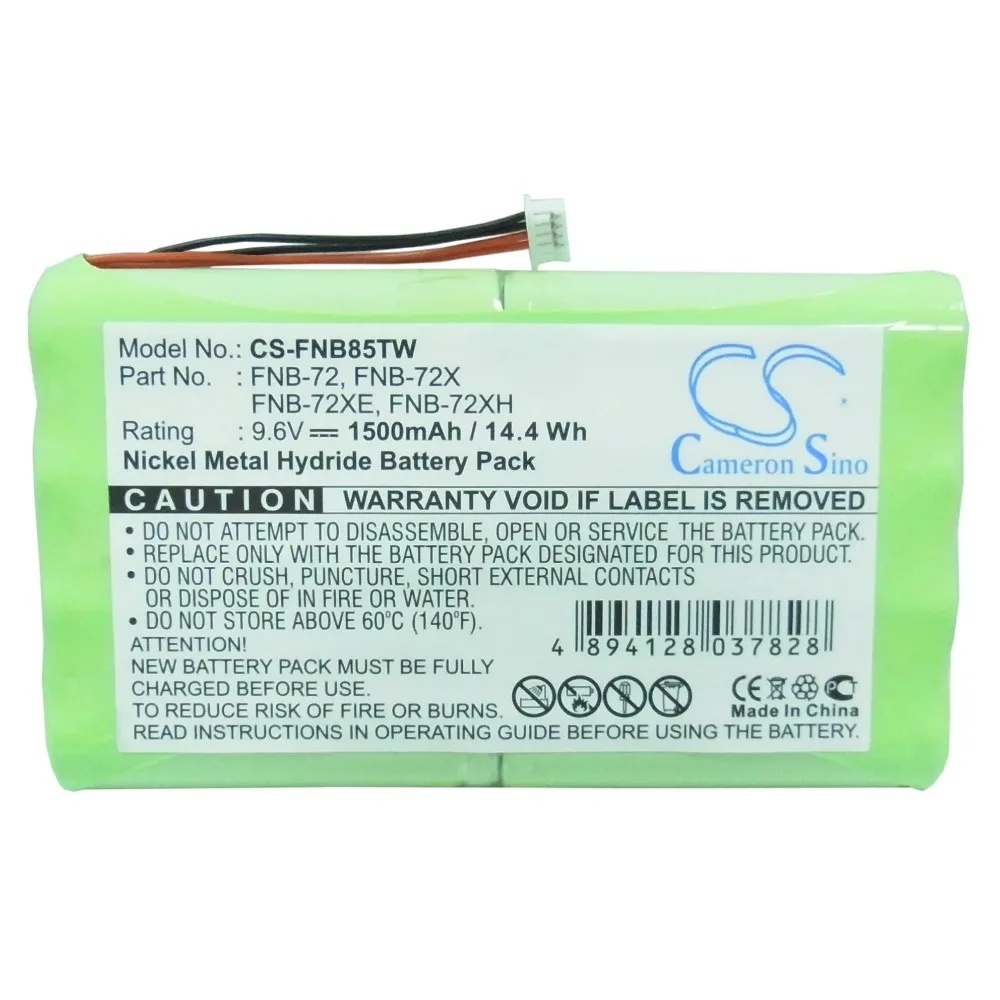 Model No.: CS-FNB85TW
Part No. : FNB-72, FNB-72X
FNB-72XE, FNB-72XH
Rating : 9.6V 1500mAh / 14.4 Wh
Nickel Metal Hydride Battery Pack
CS
Cameron Sino
CAUTION WARRANTY VOID IF LABEL IS REMOVED
• DO NOT ATTEMPT TO DISASSEMBLE, OPEN OR SERVICE THE BATTERY PACK.
• REPLACE ONLY WITH THE BATTERY PACK DESIGNATED FOR THIS PRODUCT.
• DO NOT CRUSH, PUNCTURE, SHORT EXTERNAL CONTACTS
OR DISPOSE OF IN FIRE OR WATER.
• DO NOT STORE ABOVE 60°C (140°F).
4 894128 037828
ATTENTION!
NEW BATTERY PACK MUST BE FULLY
CHARGED BEFORE USE.
TO REDUCE RISK OF FIRE OR BURNS.
READ INSTRUCTIONS IN OPERATING GUIDE BEFORE USING THE BATTERY.
CE
Made In China